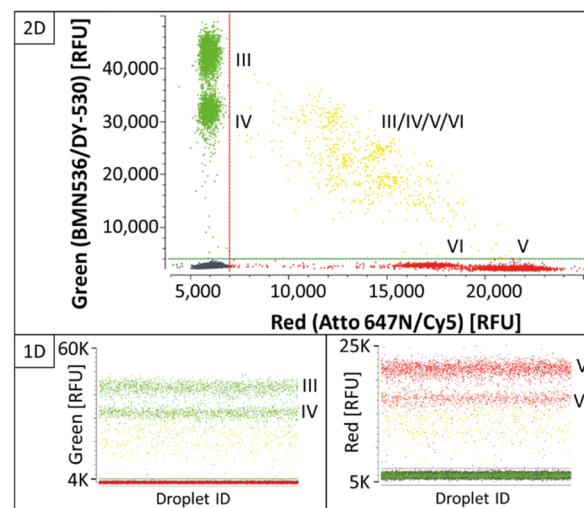 2D
Green (BMN536/DY-530) [RFU]
40,000
30,000
20,000
10,000
III
IV
III/IV/V/VI
VI
V
5,000
10,000
15,000
20,000
Red (Atto 647N/Cy5) [RFU]
1D
60K
Green [RFU]
4K
III
IV
Droplet ID
25K
Red [RFU]
5K
V
V
Droplet ID